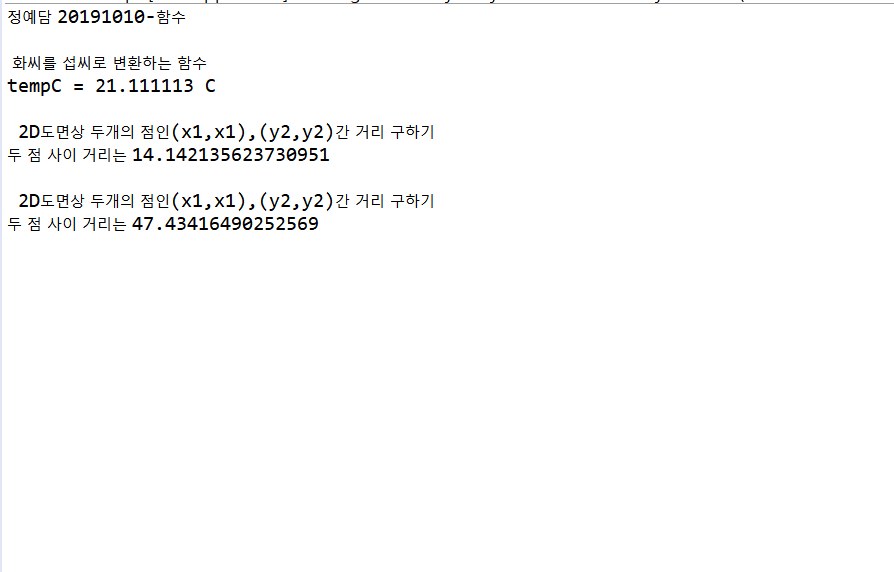 정예담 20191010-함수
화씨를 섭씨로 변환하는 함수
tempC = 21.111113 C
2D도면상 두개의 점인(x1,x1),(y2,y2)간 거리 구하기
두 점 사이 거리는 14.142135623730951
2D도면상 두개의 점인(x1,x1),(y2,y2)간 거리 구하기
두 점 사이 거리는 47.43416490252569